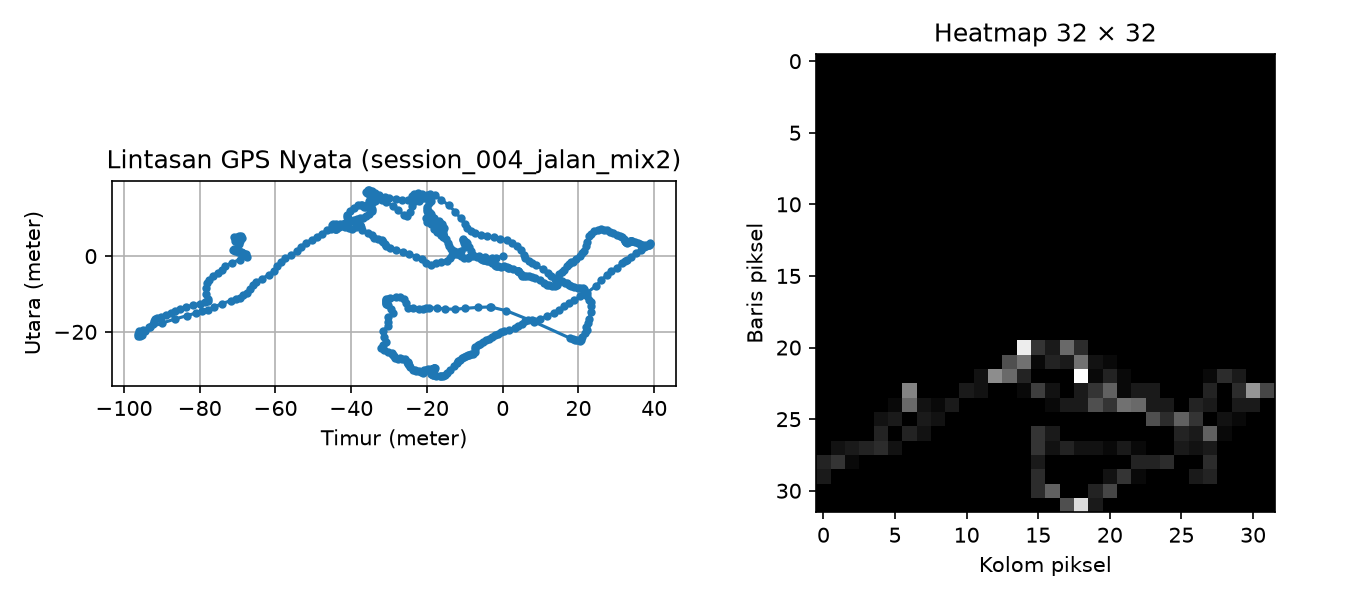 Lintasan GPS Nyata (session_004_jalan_mix2)
Utara (meter)
0
−20
−100 −80 −60 −40 −20 0 20 40
Timur (meter)
Heatmap 32 × 32
Baris piksel
0
5
10
15
20
25
30
0 5 10 15 20 25 30
Kolom piksel